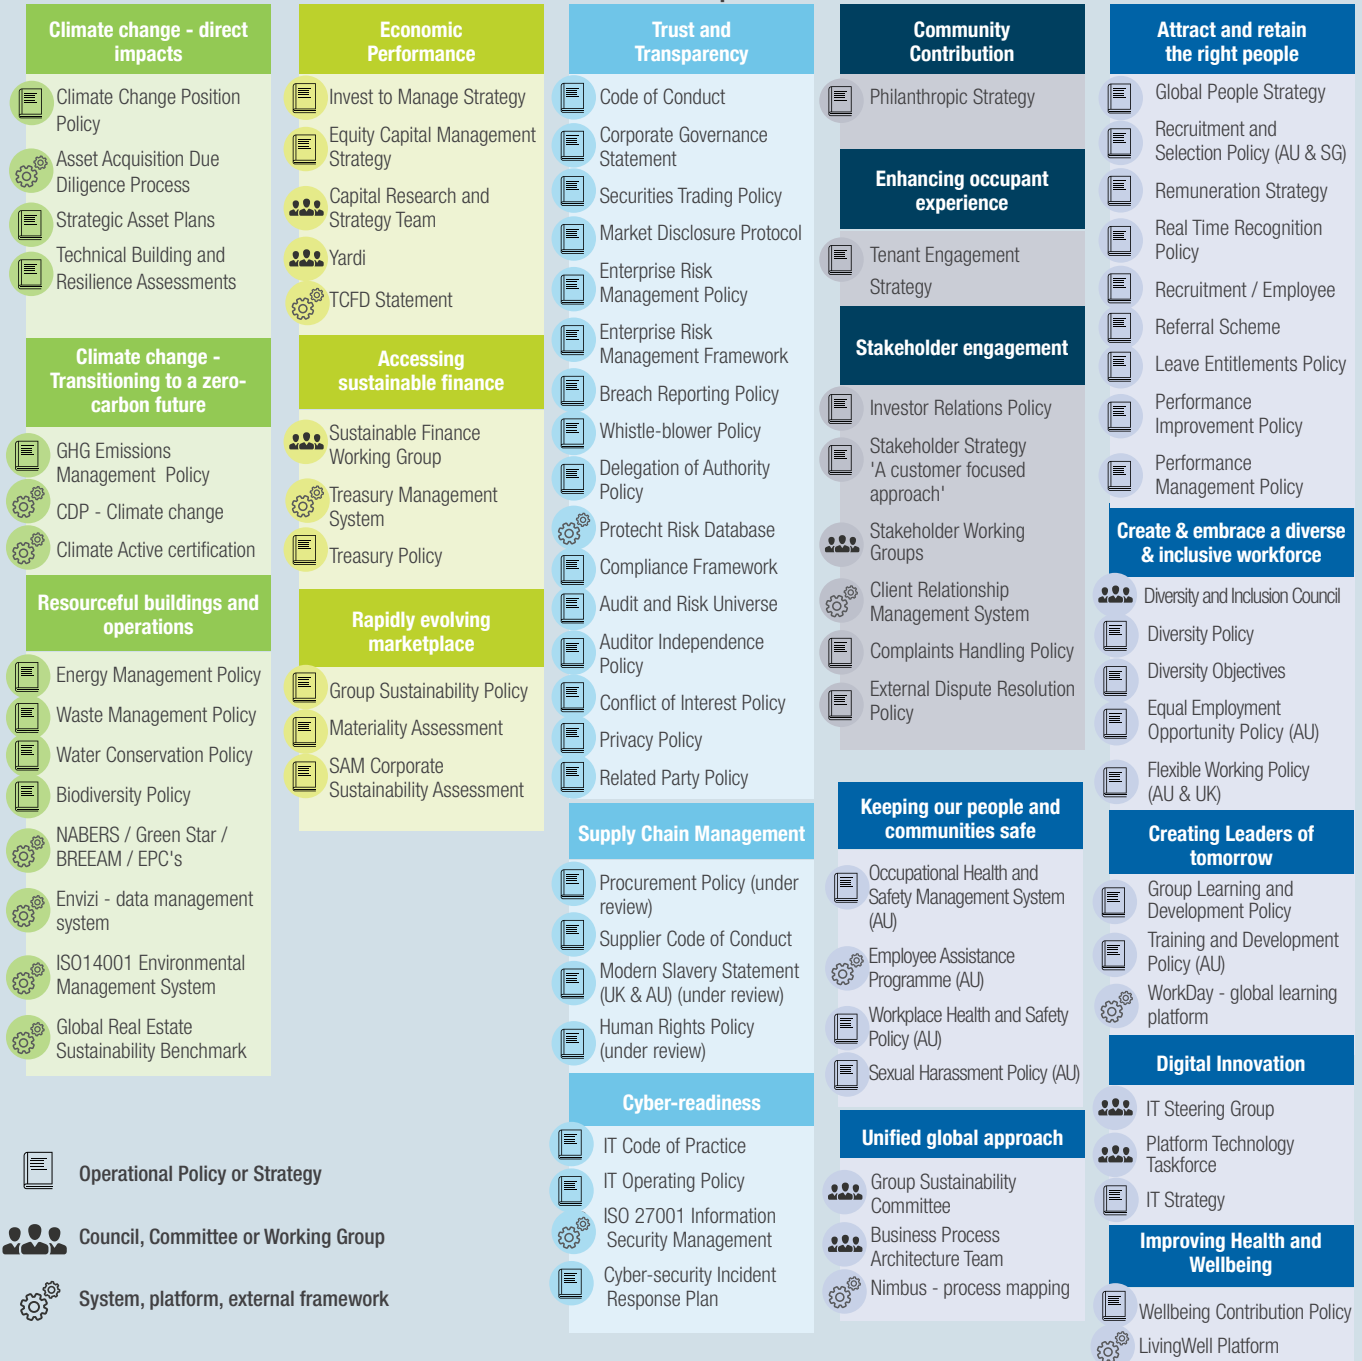 Climate change - direct
impacts
Climate Change Position
Policy
Asset Acquisition Due
Diligence Process
Strategic Asset Plans
Technical Building and
Resilience Assessments
Climate change -
Transitioning to a zero-
carbon future
GHG Emissions
Management Policy
CDP - Climate change
Climate Active certification
Resourceful buildings and
operations
Energy Management Policy
Waste Management Policy
Water Conservation Policy
Biodiversity Policy
NABERS / Green Star /
BREEAM / EPC's
Envizi - data management
system
ISO14001 Environmental
Management System
Global Real Estate
Sustainability Benchmark
Operational Policy or Strategy
Council, Committee or Working Group
System, platform, external framework
Economic
Performance
Invest to Manage Strategy
Equity Capital Management
Strategy
Capital Research and
Strategy Team
Yardi
TCFD Statement
Accessing
sustainable finance
Sustainable Finance
Working Group
Treasury Management
System
Treasury Policy
Rapidly evolving
marketplace
Group Sustainability Policy
Materiality Assessment
SAM Corporate
Sustainability Assessment
Trust and
Transparency
Code of Conduct
Corporate Governance
Statement
Securities Trading Policy
Market Disclosure Protocol
Enterprise Risk
Management Policy
Enterprise Risk
Management Framework
Breach Reporting Policy
Whistle-blower Policy
Delegation of Authority
Policy
Protecht Risk Database
Compliance Framework
Audit and Risk Universe
Auditor Independence
Policy
Conflict of Interest Policy
Privacy Policy
Related Party Policy
Supply Chain Management
Procurement Policy (under
review)
Supplier Code of Conduct
Modern Slavery Statement
(UK & AU) (under review)
Human Rights Policy
(under review)
Cyber-readiness
IT Code of Practice
IT Operating Policy
ISO 27001 Information
Security Management
Cyber-security Incident
Response Plan
Community
Contribution
Philanthropic Strategy
Enhancing occupant
experience
Tenant Engagement
Strategy
Stakeholder engagement
Investor Relations Policy
Stakeholder Strategy
'A customer focused
approach'
Stakeholder Working
Groups
Client Relationship
Management System
Complaints Handling Policy
External Dispute Resolution
Policy
Keeping our people and
communities safe
Occupational Health and
Safety Management System
(AU)
Employee Assistance
Programme (AU)
Workplace Health and Safety
Policy (AU)
Sexual Harassment Policy (AU)
Unified global approach
Group Sustainability
Committee
Business Process
Architecture Team
Nimbus - process mapping
Attract and retain
the right people
Global People Strategy
Recruitment and
Selection Policy (AU & SG)
Remuneration Strategy
Real Time Recognition
Policy
Recruitment / Employee
Referral Scheme
Leave Entitlements Policy
Performance
Improvement Policy
Performance
Management Policy
Create & embrace a diverse
& inclusive workforce
Diversity and Inclusion Council
Diversity Policy
Diversity Objectives
Equal Employment
Opportunity Policy (AU)
Flexible Working Policy
(AU & UK)
Creating Leaders of
tomorrow
Group Learning and
Development Policy
Training and Development
Policy (AU)
WorkDay - global learning
platform
Digital Innovation
IT Steering Group
Platform Technology
Taskforce
IT Strategy
Improving Health and
Wellbeing
Wellbeing Contribution Policy
LivingWell Platform